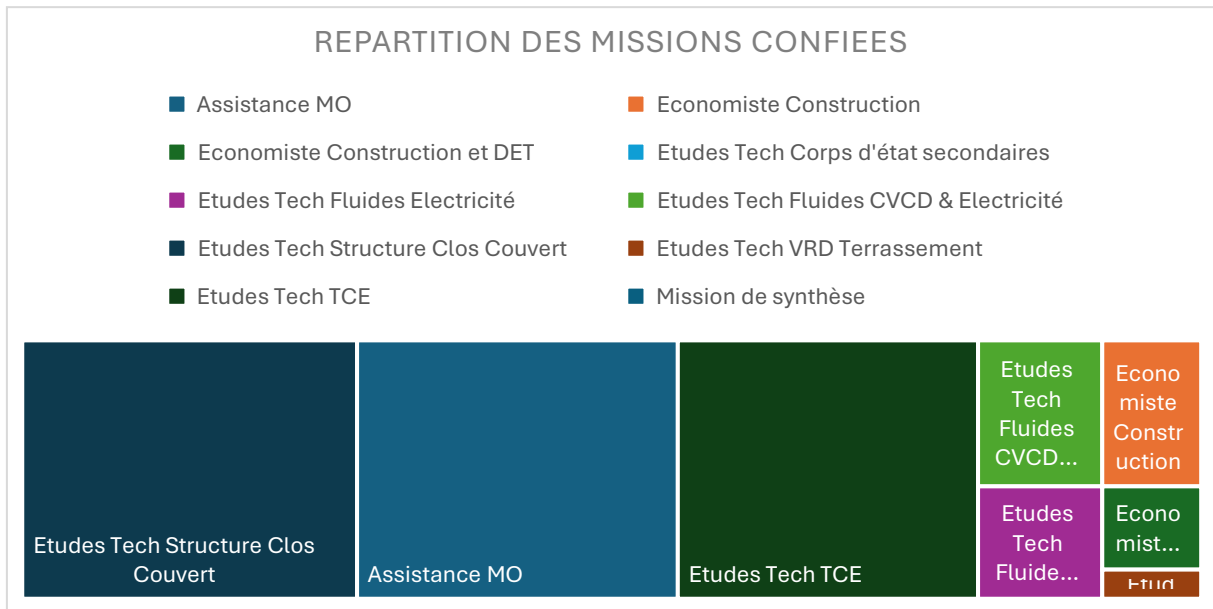 REPARTITION DES MISSIONS CONFIEES
Assistance MO
Economiste Construction
Economiste Construction et DET
Etudes Tech Corps d'état secondaires
Etudes Tech Fluides Electricité
Etudes Tech Fluides CVCD & Electricité
Etudes Tech Structure Clos Couvert
Etudes Tech VRD Terrassement
Etudes Tech TCE
Mission de synthèse
Etudes Tech Structure Clos
Couvert
Assistance MO
Etudes Tech TCE
Etudes
Tech
Fluides
CVCD...
Econo
miste
Constr
uction
Etudes
Tech
Fluide...
Econo
mist...
Etud